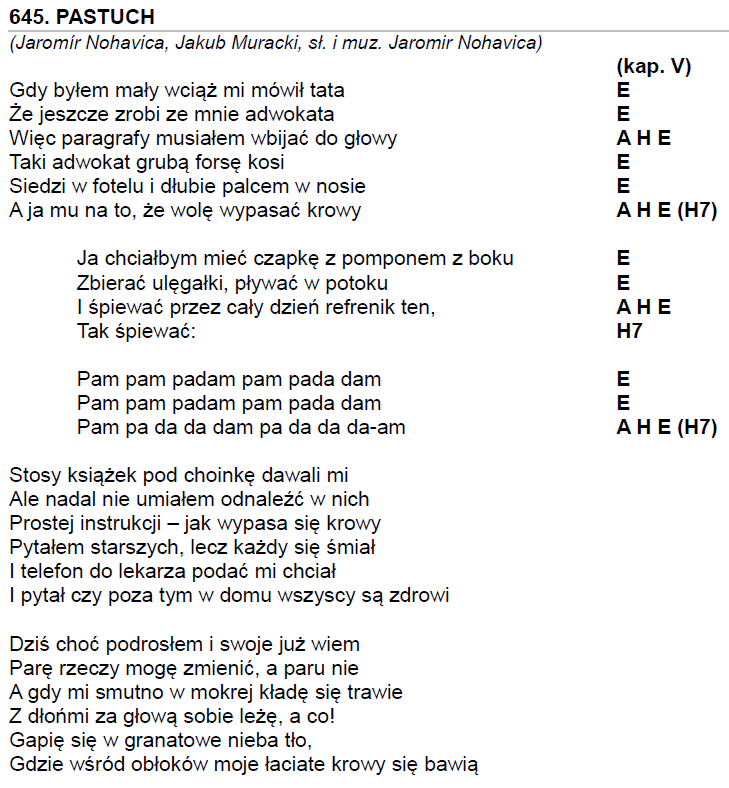 645. PASTUCH
(Jaromír Nohavica, Jakub Muracki, sł. i muz. Jaromir Nohavica)
(kap. V)
Gdy byłem mały wciąż mi mówił tata E
Że jeszcze zrobi ze mnie adwokata E
Więc paragrafy musiałem wbijać do głowy A H E
Taki adwokat grubą forsę kosi E
Siedzi w fotelu i dłubie palcem w nosie E
A ja mu na to, że wolę wypasać krowy A H E (H7)
Ja chciałbym mieć czapkę z pomponem z boku E
Zbierać ulęgałki, pływać w potoku E
I śpiewać przez cały dzień refrenik ten, A H E
Tak śpiewać: H7
Pam pam padam pam pada dam E
Pam pam padam pam pada dam E
Pam pa da da dam pa da da da-am A H E (H7)
Stosy książek pod choinkę dawali mi
Ale nadal nie umiałem odnaleźć w nich
Prostej instrukcji – jak wypasa się krowy
Pytałem starszych, lecz każdy się śmiał
I telefon do lekarza podać mi chciał
I pytał czy poza tym w domu wszyscy są zdrowi
Dziś choć podrosłem i swoje już wiem
Parę rzeczy mogę zmienić, a paru nie
A gdy mi smutno w mokrej kładę się trawie
Z dłońmi za głową sobie leżę, a co!
Gapię się w granatowe nieba tło,
Gdzie wśród obłoków moje łaciate krowy się bawią